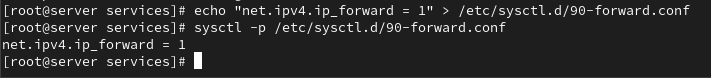 [root@server services]# echo "net.ipv4.ip_forward = 1" > /etc/sysctl.d/90-forward.conf
[root@server services]# sysctl -p /etc/sysctl.d/90-forward.conf
net.ipv4.ip_forward = 1
[root@server services]#